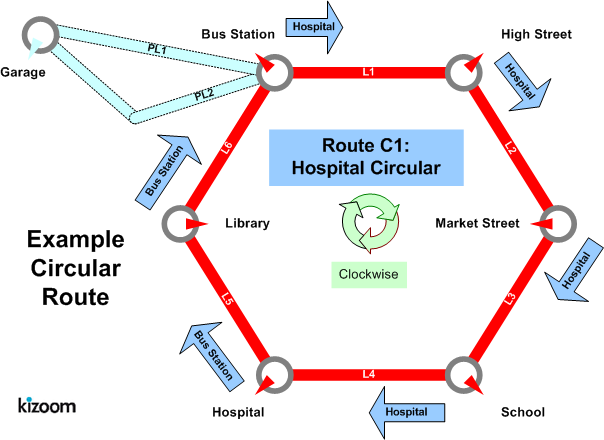 Bus Station
Hospital
High Street
PL1
Garage
L1
Hospital
PL2
L6
Route C1:
Hospital Circular
L2
Bus Station
Library
Market Street
Example
Circular
Route
Clockwise
Hospital
L5
L3
Bus Station
L4
Hospital
Hospital
School
kizoom